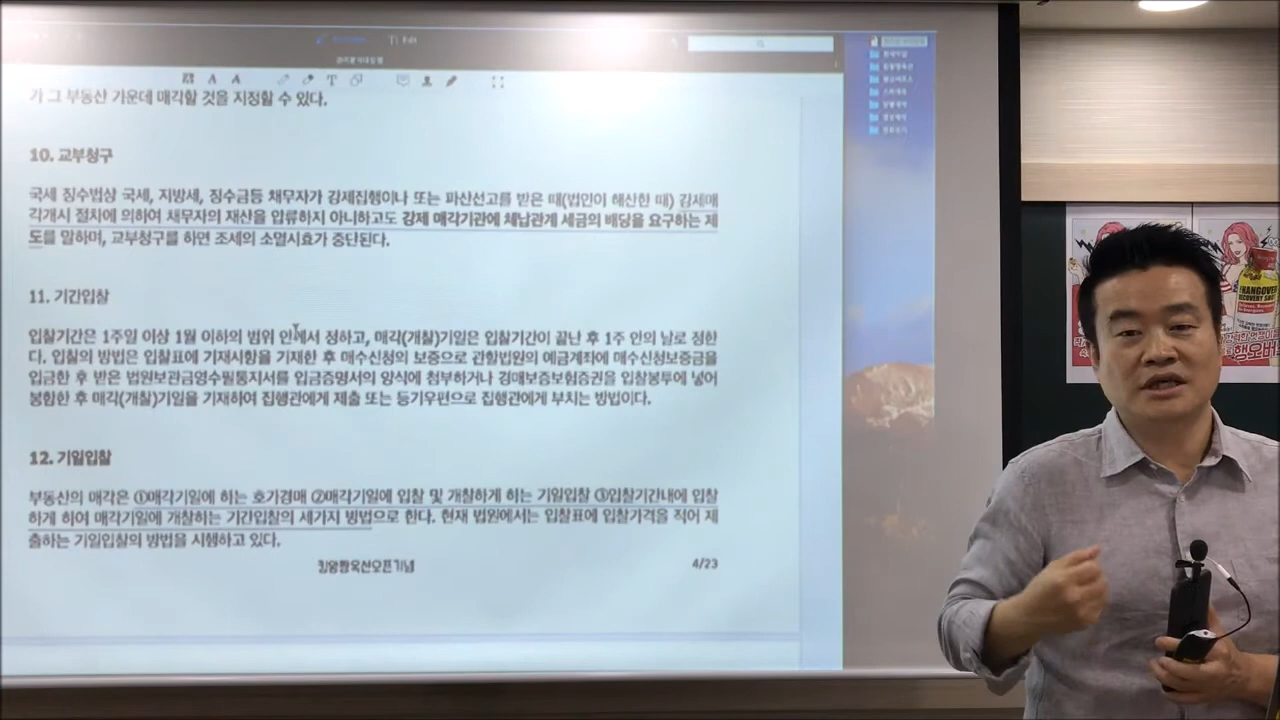 Edit
가 그 부동산 가운데 매각할 것을 지정할 수 있다.
10. 교부청구
국세 징수법상 국세, 지방세, 징수금등 채무자가 강제집행이나 또는 파산선고를 받은 때(법인이 해산한 때) 강세매
각개시 절차에 의하여 채무자의 재산을 압류하지 아니하고도 강제 매각기관에 체납관계 세금의 배당을 요구하는 제
도를 말하며, 교부청구를 하면 조세의 소멸시효가 중단된다.
11. 기간입찰
입찰기간은 1주일 이상 1월 이하의 범위 안에서 정하고, 매각(개찰)기일은 입찰기간이 끝난 후 1주 안의 날로 정한
다. 입찰의 방법은 입찰표에 기재사항을 기재한 후 매수신청의 보증으로 관할법원의 예금계좌에 매수신청보증금을
입금한 후 받은 법원보관금영수필통지서를 입금증명서의 양식에 첨부하거나 경매보증보험증권을 입찰봉투에 넣어
봉함한 후 매각(개찰)기일을 기재하여 집행관에게 제출 또는 등기우편으로 집행관에게 부치는 방법이다.
12. 기일입찰
부동산의 매각은 ①매각기일에 하는 호가경매 ②매각기일에 입찰 및 개찰하게 하는 기일입찰 ③입찰기간내에 입찰
하게 하여 매각기일에 개찰하는 기간입찰의 세가지 방법으로 한다. 현재 법원에서는 입찰표에 입찰가격을 적어 제
출하는 기일입찰의 방법을 시행하고 있다.
킹왕짱옥션오픈기념
4/23
HANGOVER
RECOVERY